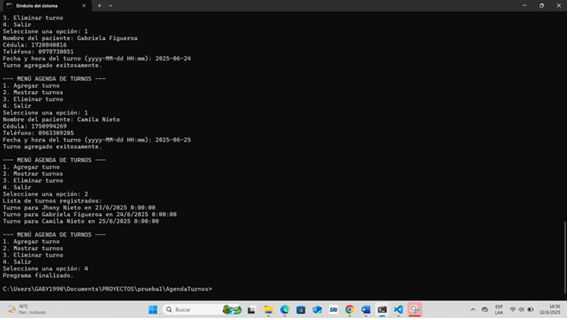 Símbolo del sistema
3. Eliminar turno
4. Salir
Seleccione una opción: 1
Nombre del paciente: Gabriela Figueroa
Cédula: 1720840816
Teléfono: 0978730051
Fecha y hora del turno (yyyy-MM-dd HH:mm): 2025-06-24
Turno agregado exitosamente.
--- MENÚ AGENDA DE TURNOS ---
1. Agregar turno
2. Mostrar turnos
3. Eliminar turno
4. Salir
Seleccione una opción: 1
Nombre del paciente: Camila Nieto
Cédula: 1750994269
Teléfono: 0963309205
Fecha y hora del turno (yyyy-MM-dd HH:mm): 2025-06-25
Turno agregado exitosamente.
--- MENÚ AGENDA DE TURNOS ---
1. Agregar turno
2. Mostrar turnos
3. Eliminar turno
4. Salir
Seleccione una opción: 2
Lista de turnos registrados:
Turno para Jhony Nieto en 23/6/2025 0:00:00
Turno para Gabriela Figueroa en 24/6/2025 0:00:00
Turno para Camila Nieto en 25/6/2025 0:00:00
--- MENÚ AGENDA DE TURNOS ---
1. Agregar turno
2. Mostrar turnos
3. Eliminar turno
4. Salir
Seleccione una opción: 4
Programa finalizado.
C:\Users\GABY1990\Documents\PROYECTOS\prueba1\AgendaTurnos>
16°C
Parc. nublado
Buscar
SRi
ESP
LAA
18:56
22/6/2025